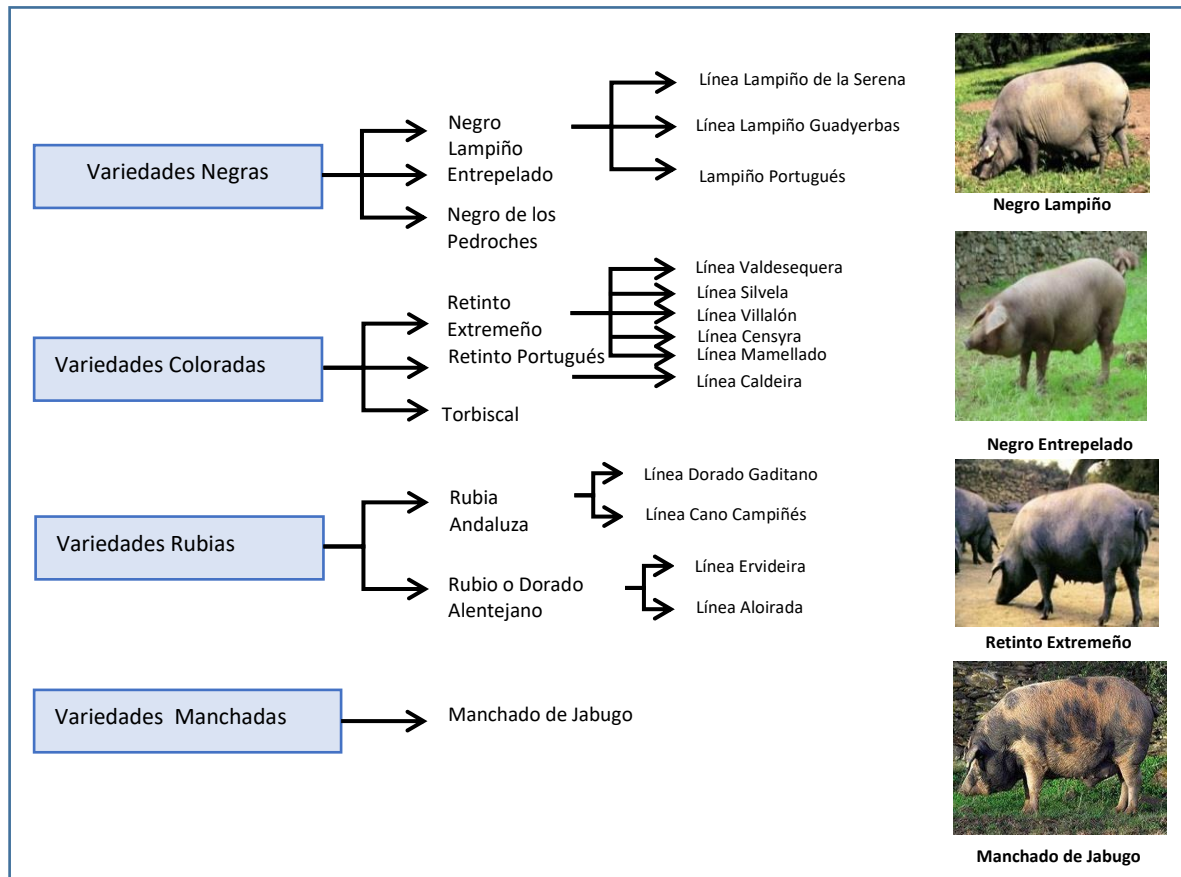 Variedades Negras
Negro
Lampiño
Entrepelado
Negro de los
Pedroches
Línea Lampiño de la Serena
Línea Lampiño Guadyerbas
Lampiño Portugués
Negro Lampiño
Variedades Coloradas
Retinto
Extremeño
Retinto Portugués
Torbiscal
Línea Valdesequera
Línea Silvela
Línea Villalón
Línea Censyra
Línea Mamellado
Línea Caldeira
Negro Entrepelado
Variedades Rubias
Rubia
Andaluza
Rubio o Dorado
Alentejano
Línea Dorado Gaditano
Línea Cano Campiñés
Línea Ervideira
Línea Aloirada
Retinto Extremeño
Variedades Manchadas
Manchado de Jabugo
Manchado de Jabugo